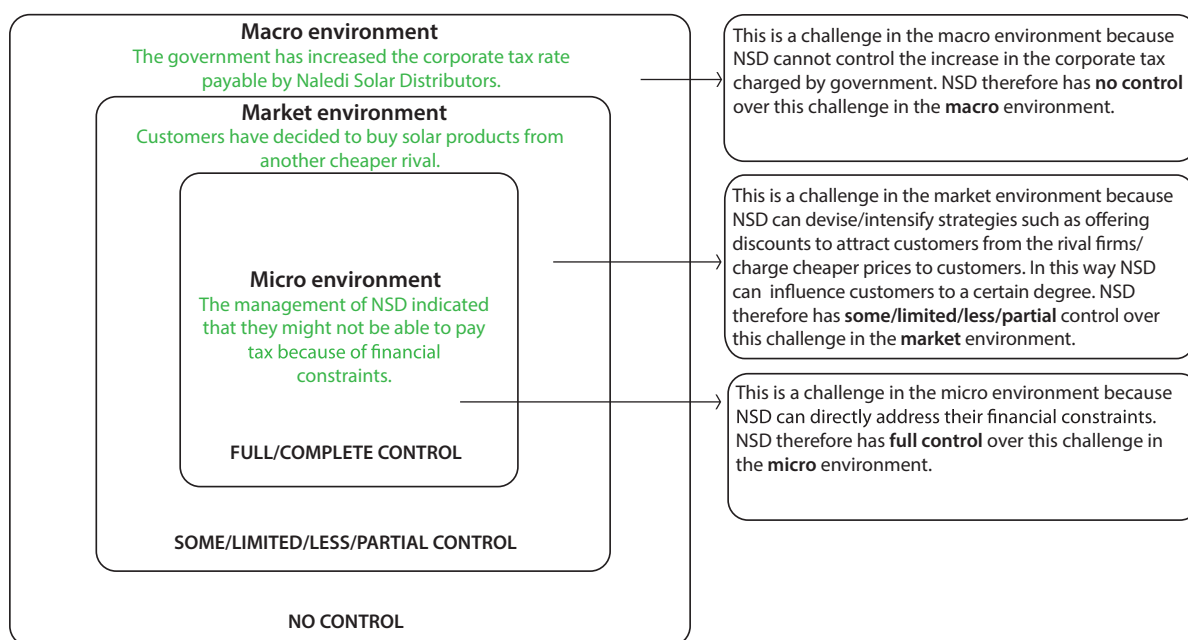 Macro environment
The government has increased the corporate tax rate
payable by Naledi Solar Distributors.
Market environment
Customers have decided to buy solar products from
another cheaper rival.
Micro environment
The management of NSD indicated
that they might not be able to pay
tax because of financial
constraints.
FULL/COMPLETE CONTROL
SOME/LIMITED/LESS/PARTIAL CONTROL
NO CONTROL
This is a challenge in the macro environment because
NSD cannot control the increase in the corporate tax
charged by government. NSD therefore has no control
over this challenge in the macro environment.
This is a challenge in the market environment because
NSD can devise/intensify strategies such as offering
discounts to attract customers from the rival firms/
charge cheaper prices to customers. In this way NSD
can influence customers to a certain degree. NSD
therefore has some/limited/less/partial control over
this challenge in the market environment.
This is a challenge in the micro environment because
NSD can directly address their financial constraints.
NSD therefore has full control over this challenge in
the micro environment.